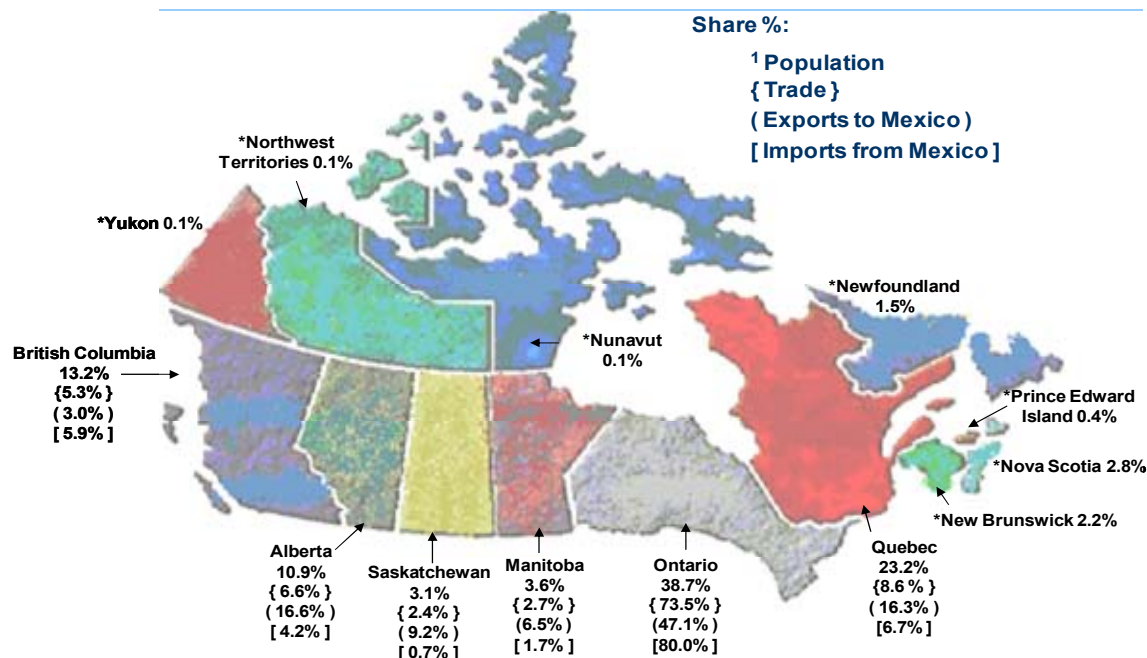 Share %:
¹ Population
{ Trade }
( Exports to Mexico )
[ Imports from Mexico ]
*Northwest
Territories 0.1%
*Yukon 0.1%
*Newfoundland
1.5%
*Nunavut
0.1%
British Columbia
13.2%
{5.3% }
( 3.0% )
[ 5.9% ]
*Prince Edward
Island 0.4%
*Nova Scotia 2.8%
*New Brunswick 2.2%
Alberta
10.9%
{ 6.6% }
(16.6% )
[ 4.2% ]
Saskatchewan
3.1%
{ 2.4% }
( 9.2% )
[ 0.7% ]
Manitoba
3.6%
{ 2.7% }
(6.5% )
[ 1.7% ]
Ontario
38.7%
{ 73.5% }
(47.1% )
[80.0% ]
Quebec
23.2%
{8.6 % }
( 16.3% )
[6.7% ]